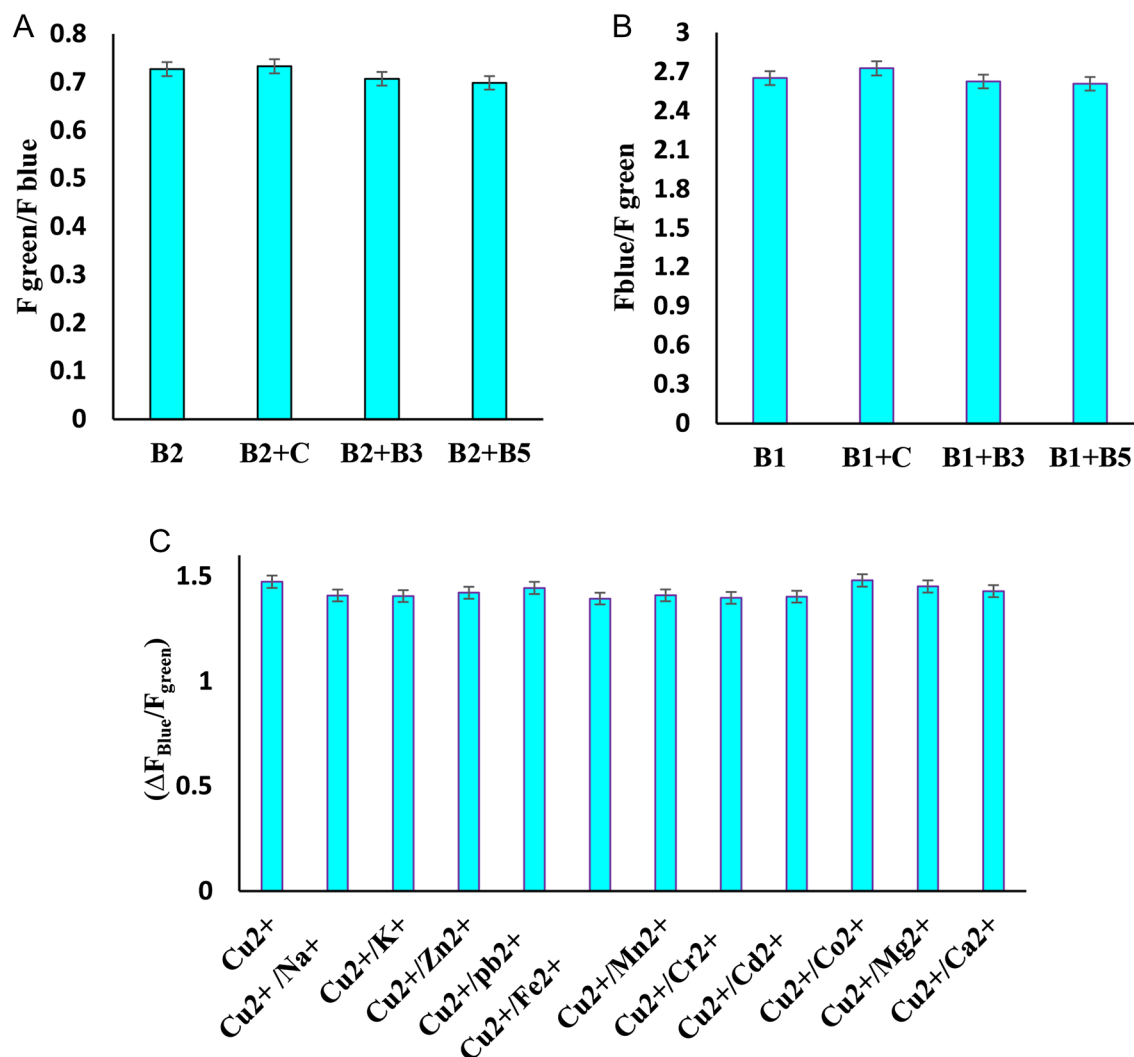 A
F green/F blue
0.8
0.7
0.6
0.5
0.4
0.3
0.2
0.1
0
B2
B2+C
B2+B3
B2+B5
B
Fblue/F green
3
2.7
2.4
2.1
1.8
1.5
1.2
0.9
0.6
0.3
0
B1
B1+C
B1+B3
B1+B5
C
(ΔFBlue/Fgreen)
1.5
1
0.5
0
Cu2+
Cu2+ /Na+
Cu2+/K+
Cu2+/Zn2+
Cu2+/pb2+
Cu2+/Fe2+
Cu2+/Mn2+
Cu2+/Cr2+
Cu2+/Cd2+
Cu2+/Co2+
Cu2+/Mg2+
Cu2+/Ca2+